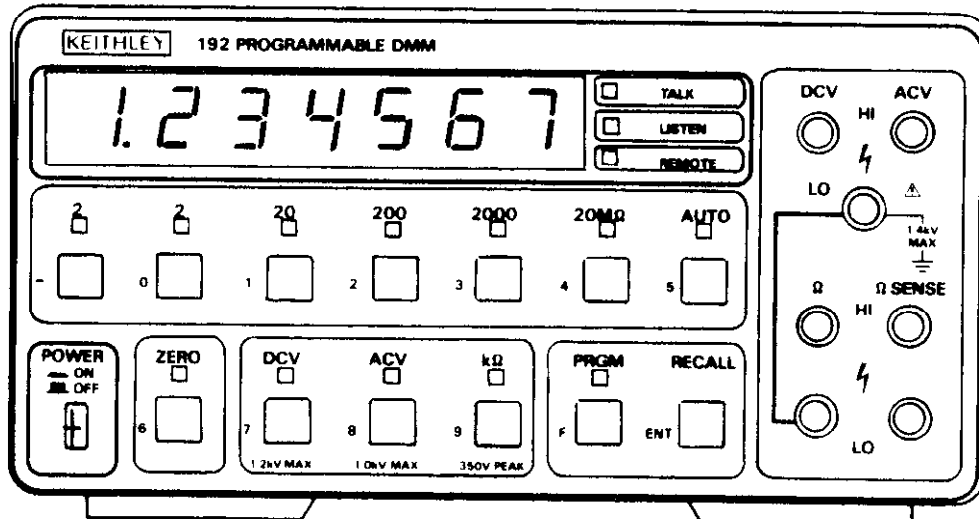 KEITHLEY 192 PROGRAMMABLE DMM
1.234567
TALK
LISTEN
REMOTE
2 2 20 200 2000 20MΩ AUTO
- 0 1 2 3 4 5
POWER
ON
OFF
ZERO
6
DCV ACV kΩ
7 8 9
1.2kV MAX 1.0kV MAX 350V PEAK
PRGM RECALL
F ENT
DCV ACV
HI
LO
1.4kV
MAX
Ω Ω SENSE
HI
LO